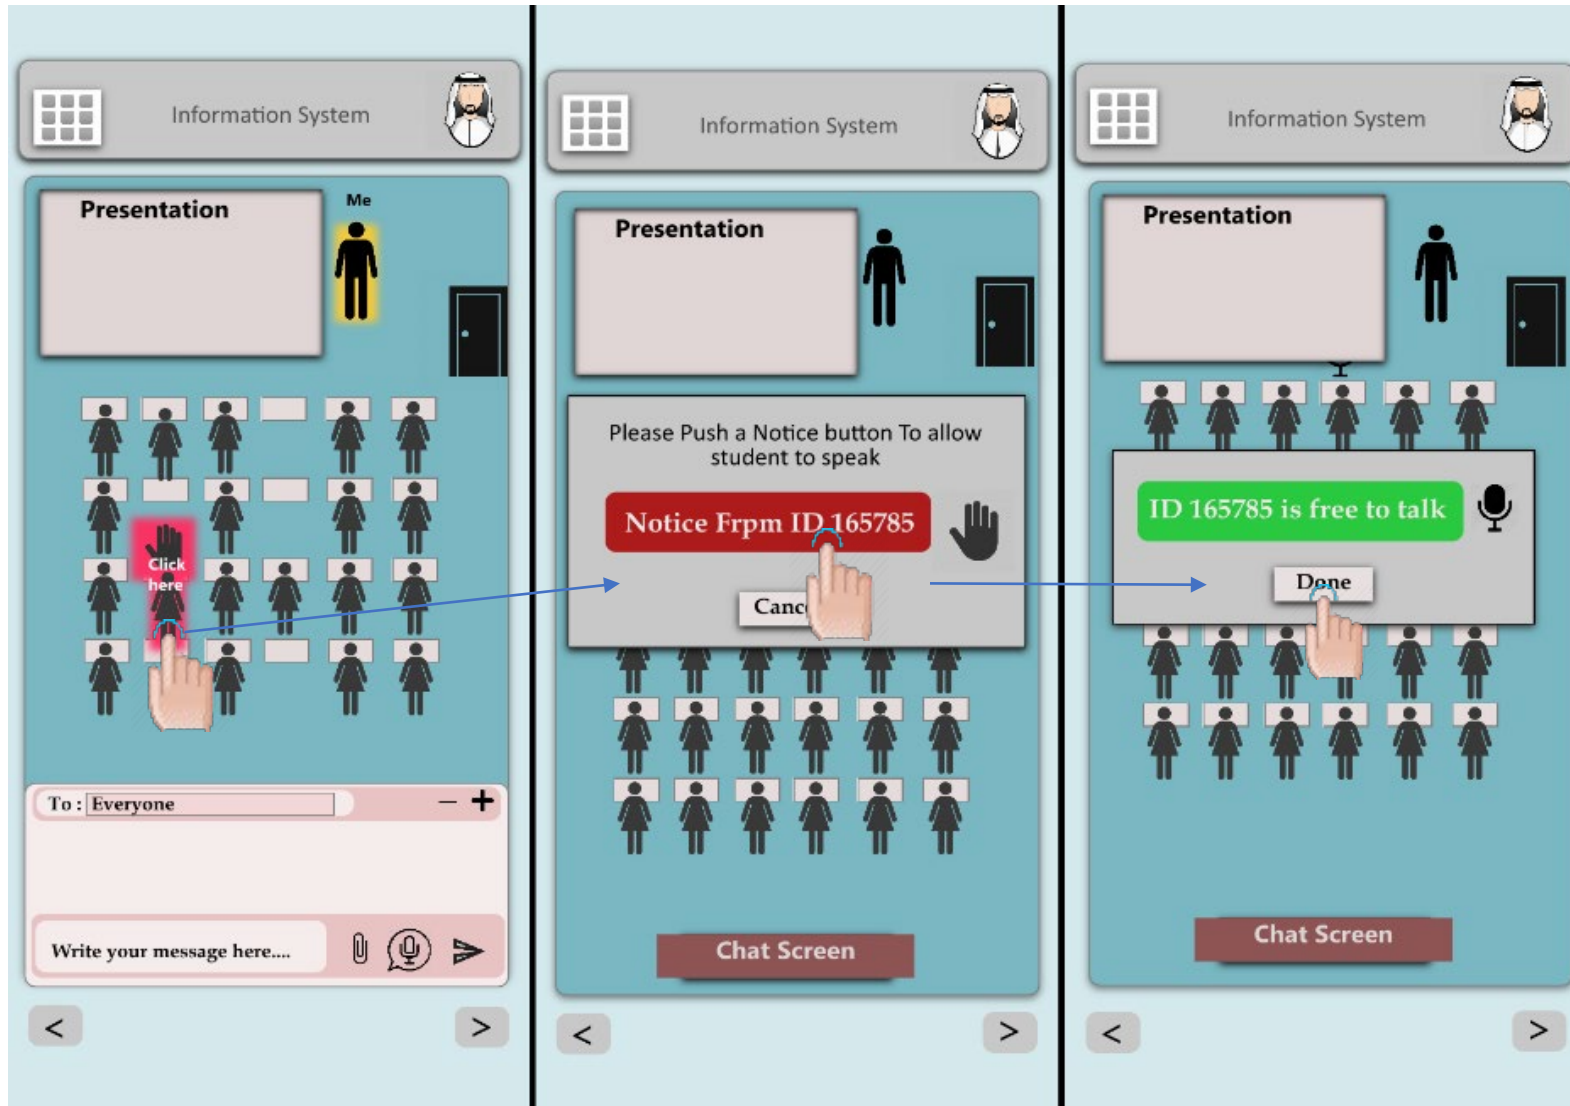 Information System
Presentation
Me
Click
here
To : Everyone
− +
Write your message here....
<
>
Information System
Presentation
Please Push a Notice button To allow
student to speak
Notice Frpm ID 165785
Chat Screen
<
>
Information System
Presentation
ID 165785 is free to talk
Done
Chat Screen
<
>